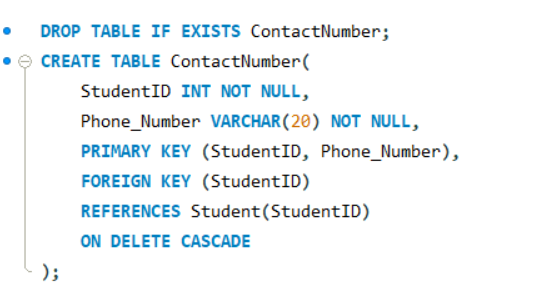 DROP TABLE IF EXISTS ContactNumber;
CREATE TABLE ContactNumber(
StudentID INT NOT NULL,
Phone_Number VARCHAR(20) NOT NULL,
PRIMARY KEY (StudentID, Phone_Number),
FOREIGN KEY (StudentID)
REFERENCES Student(StudentID)
ON DELETE CASCADE
);